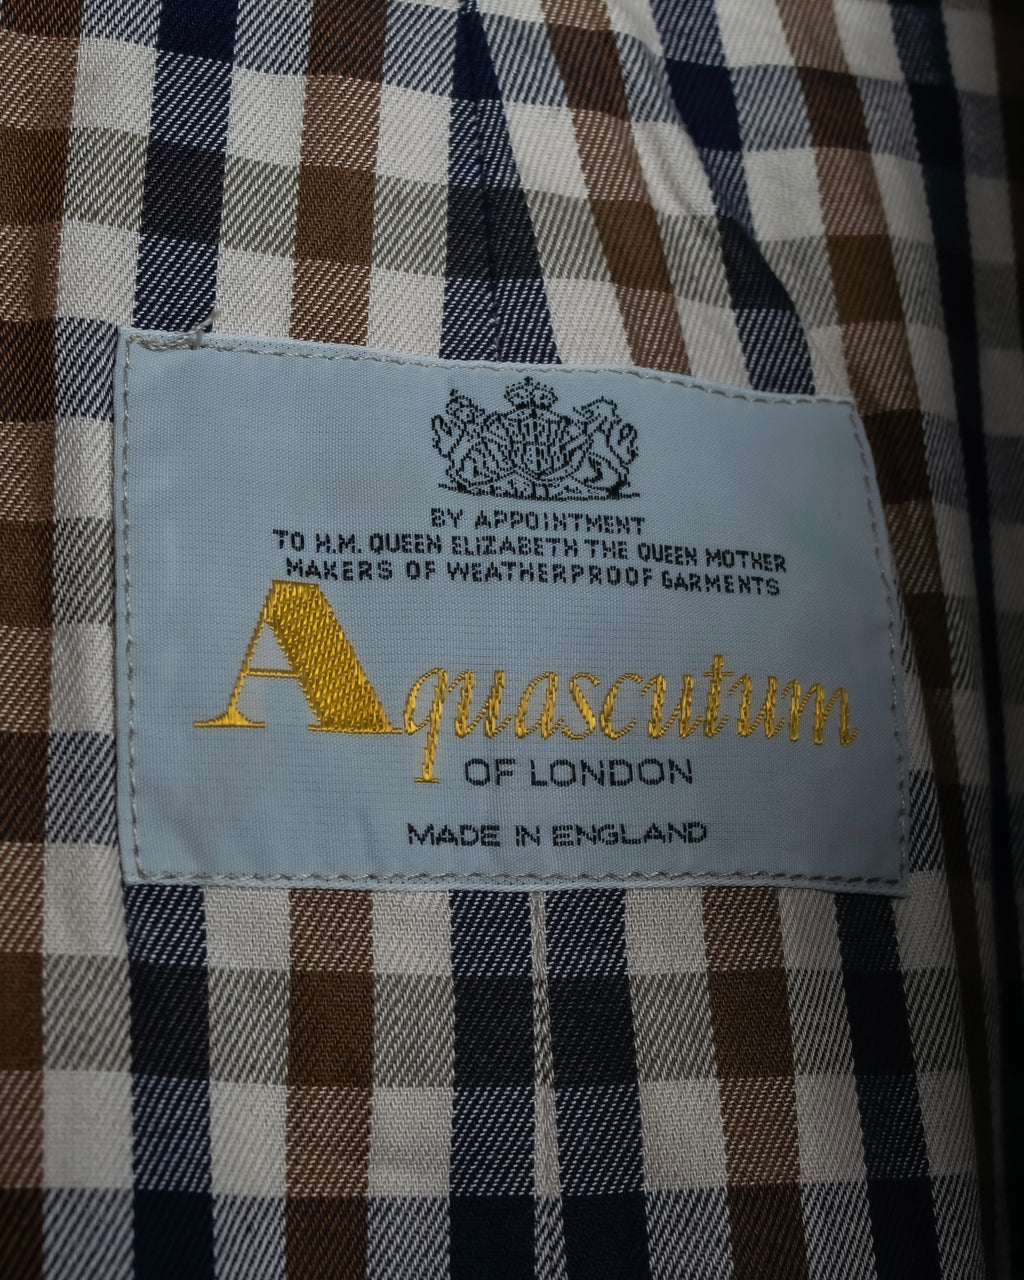 BY APPOINTMENT
TO H.M. QUEEN ELIZABETH THE QUEEN MOTHER
MAKERS OF WEATHERPROOF GARMENTS
Aquascutum
OF LONDON
MADE IN ENGLAND